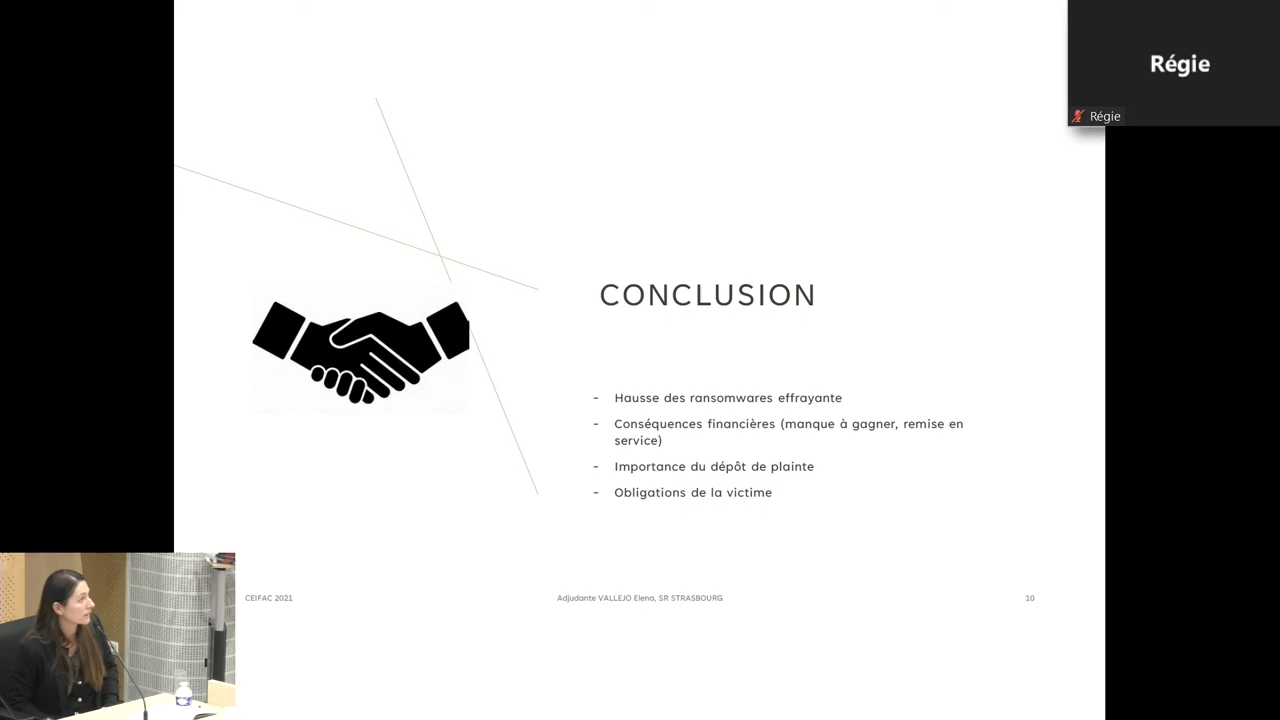 Régie
Régie
CONCLUSION
- Hausse des ransomwares effrayante
- Conséquences financières (manque à gagner, remise en
service)
- Importance du dépôt de plainte
- Obligations de la victime
CEIFAC 2021
Adjudante VALLEJO Elena, SR STRASBOURG
10